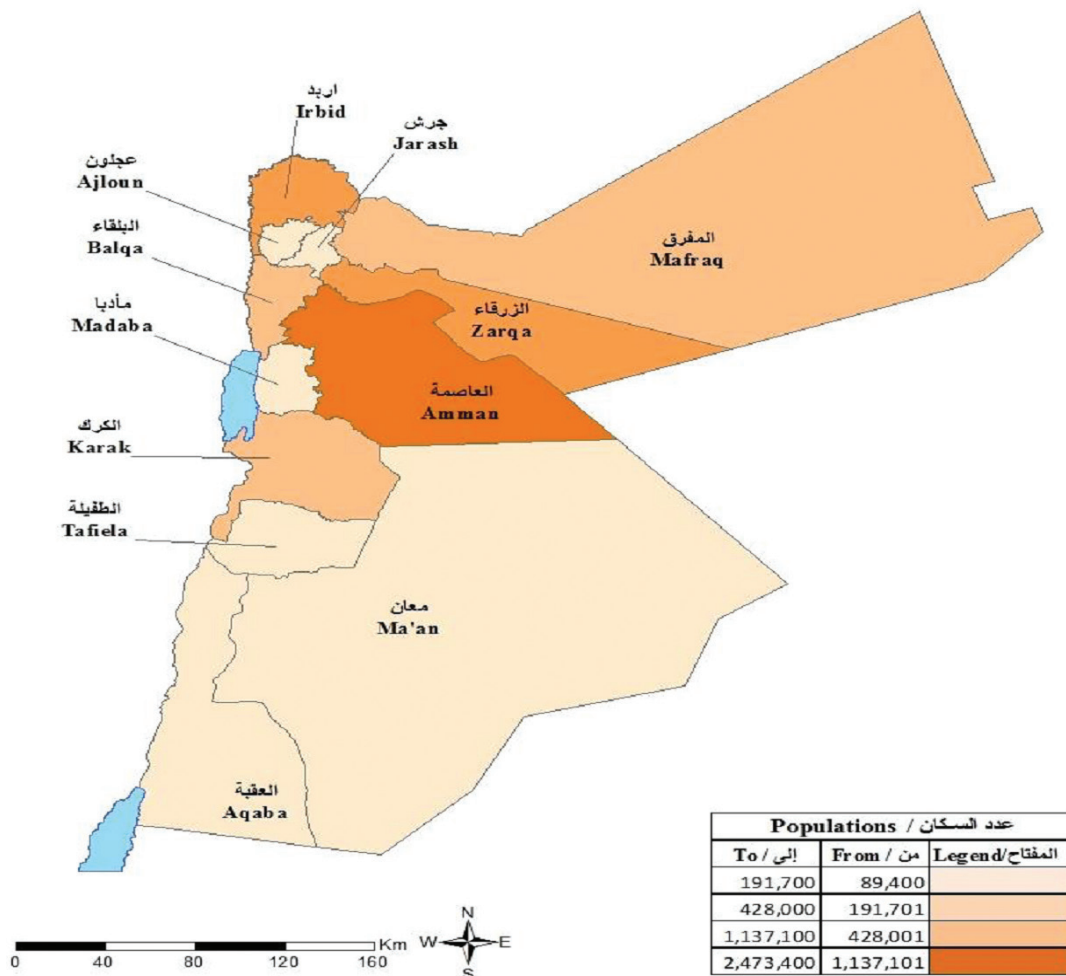 اربد
Irbid
جرش
Jarash
عجلون
Ajloun
البلقاء
Balqa
المفرق
Mafraq
مأدبا
Madaba
الزرقاء
Zarqa
العاصمة
Amman
الكرك
Karak
الطفيلة
Tafiela
معان
Ma'an
العقبة
Aqaba
Populations / عدد السكان
To / إلى From / من Legend/المفتاح
191,700 89,400
428,000 191,701
1,137,100 428,001
2,473,400 1,137,101
N
W E
S
Km
0 40 80 120 160